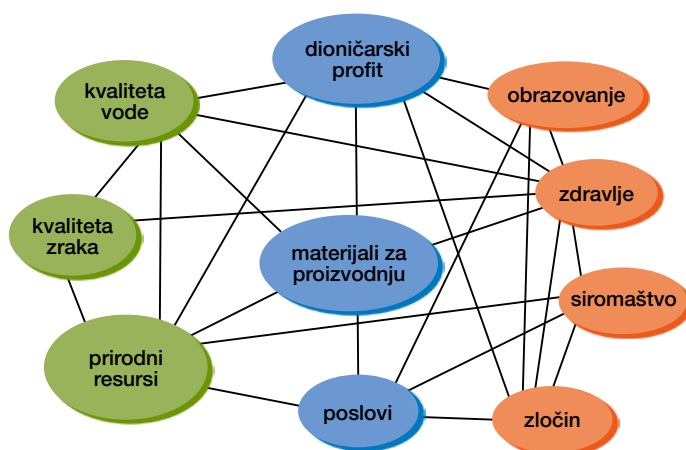 dioničarski
profit
kvaliteta
vode
obrazovanje
zdravlje
kvaliteta
zraka
materijali za
proizvodnju
siromaštvo
prirodni
resursi
poslovi
zločin